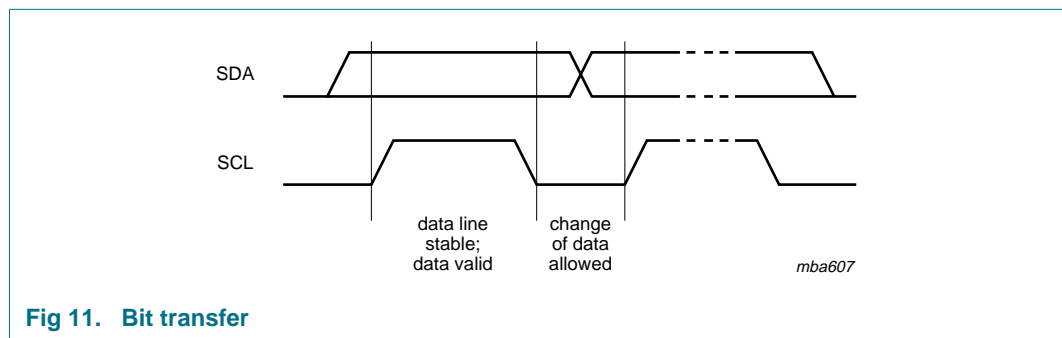 SDA
SCL
data line
stable;
data valid
change
of data
allowed
mba607
Fig 11. Bit transfer